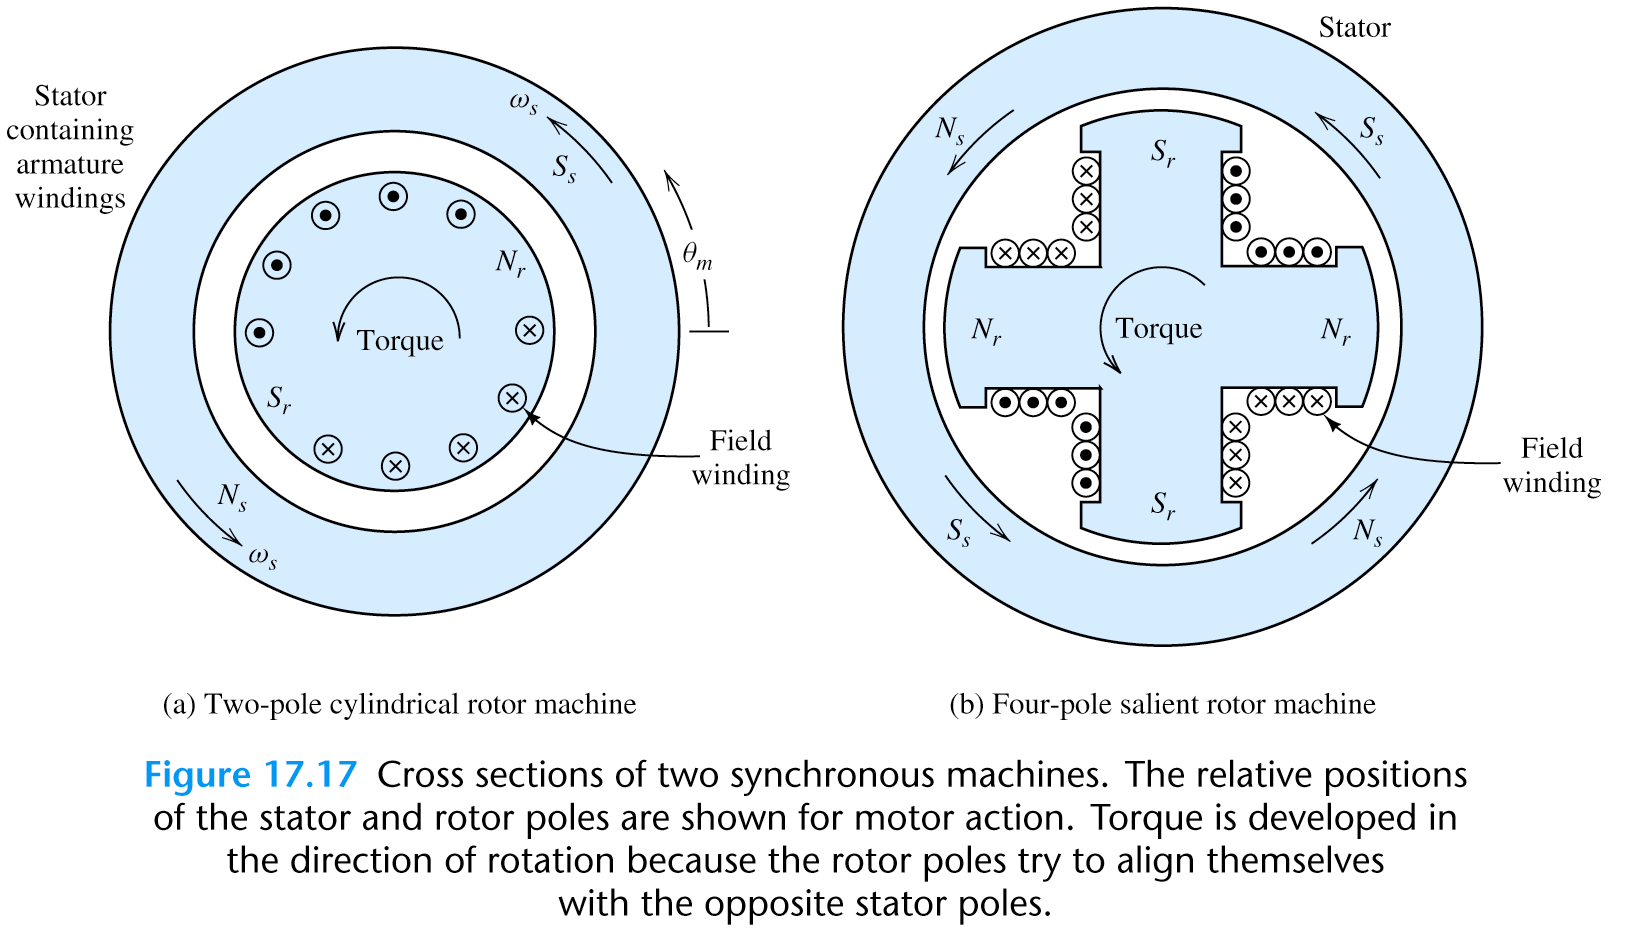 Stator
containing
armature
windings
ωs
Ss
θm
Nr
Torque
Sr
Field
winding
Ns
ωs
(a) Two-pole cylindrical rotor machine
Stator
Ns
Ss
Sr
Nr
Torque
Nr
Field
winding
Sr
Ss
Ns
(b) Four-pole salient rotor machine
Figure 17.17 Cross sections of two synchronous machines. The relative positions
of the stator and rotor poles are shown for motor action. Torque is developed in
the direction of rotation because the rotor poles try to align themselves
with the opposite stator poles.